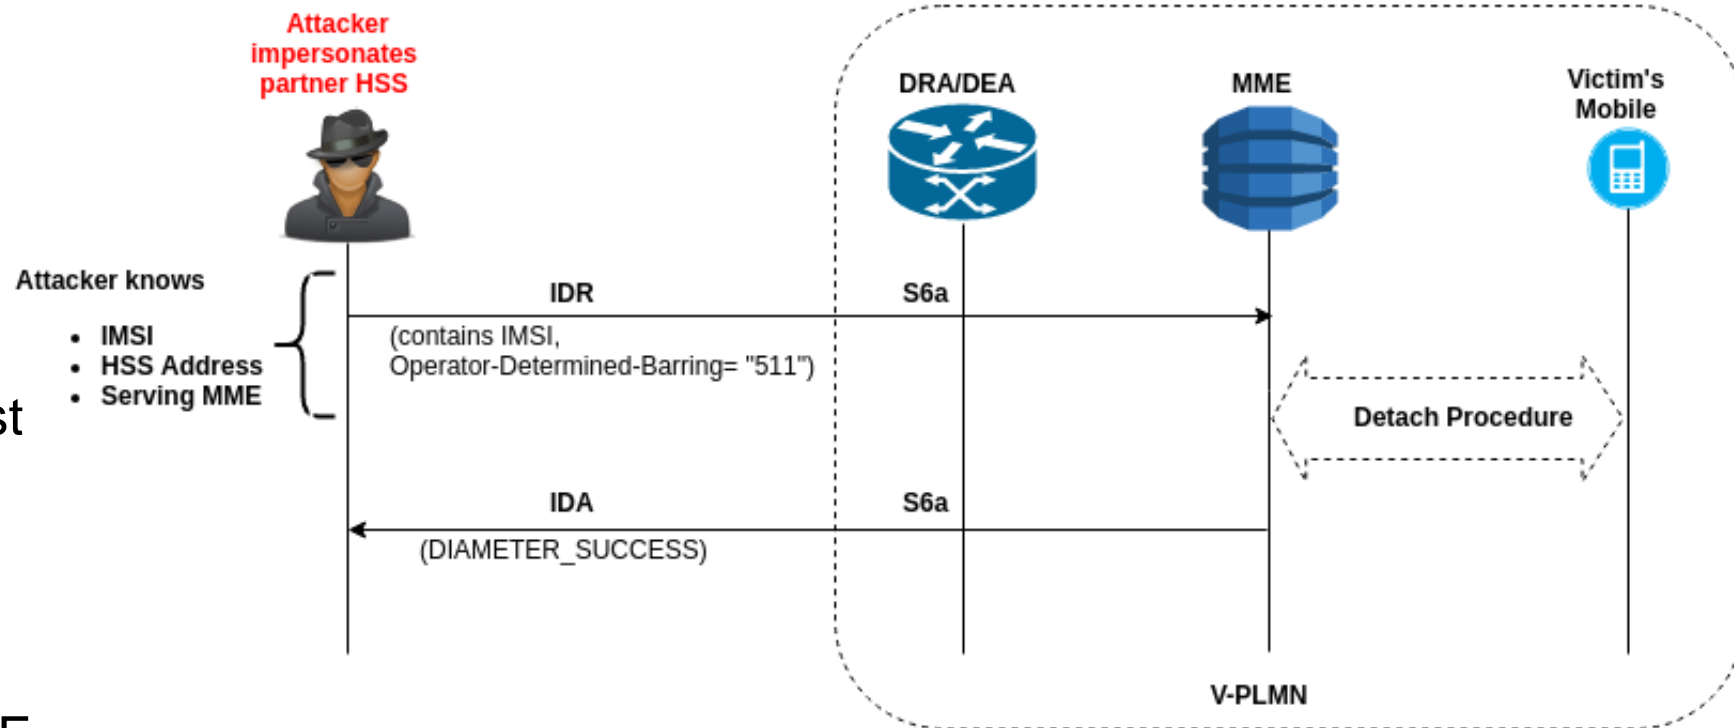 Attacker
impersonates
partner HSS
DRA/DEA
MME
Victim's
Mobile
Attacker knows
• IMSI
• HSS Address
• Serving MME
IDR
S6a
(contains IMSI,
Operator-Determined-Barring= "511")
Detach Procedure
IDA
S6a
(DIAMETER_SUCCESS)
V-PLMN
st